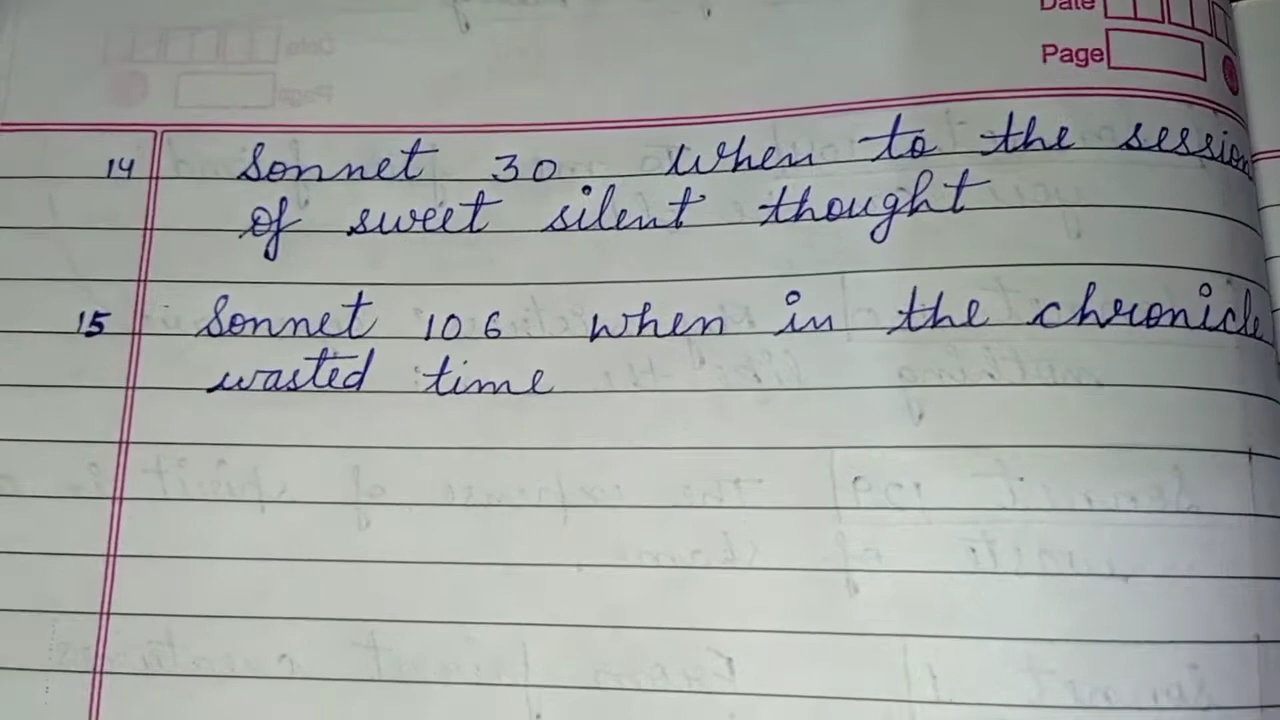 Date
Page
14 Sonnet 30 when to the session
of sweet silent thought
15 Sonnet 106 when in the chronicle
wasted time